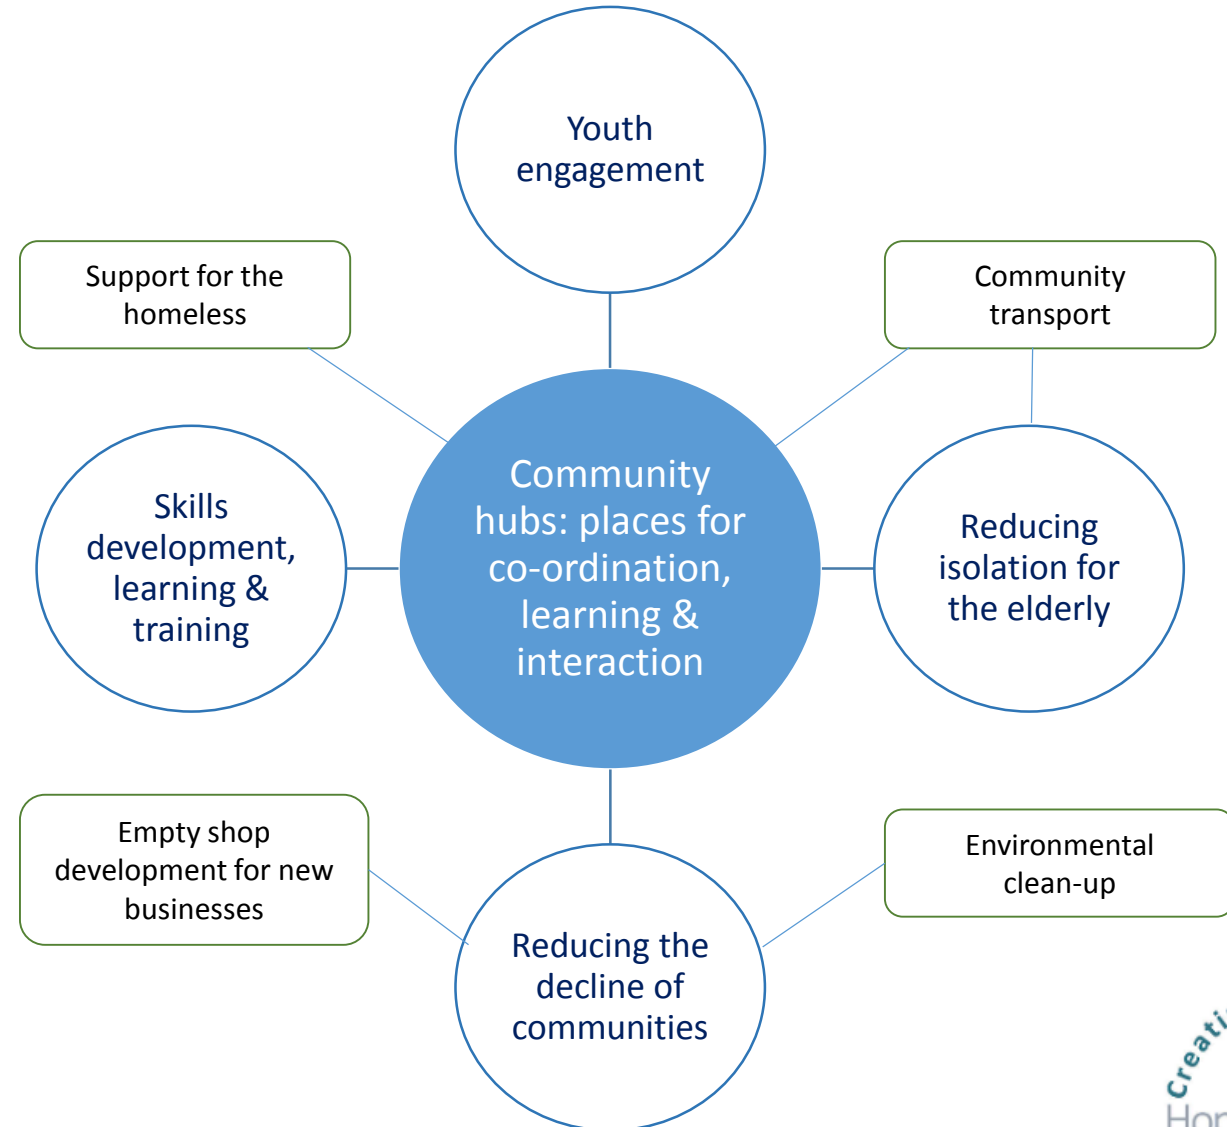 Youth
engagement
Support for the
homeless
Community
transport
Community
hubs: places for
co-ordination,
learning &
interaction
Skills
development,
learning &
training
Reducing
isolation for
the elderly
Empty shop
development for new
businesses
Environmental
clean-up
Reducing the
decline of
communities